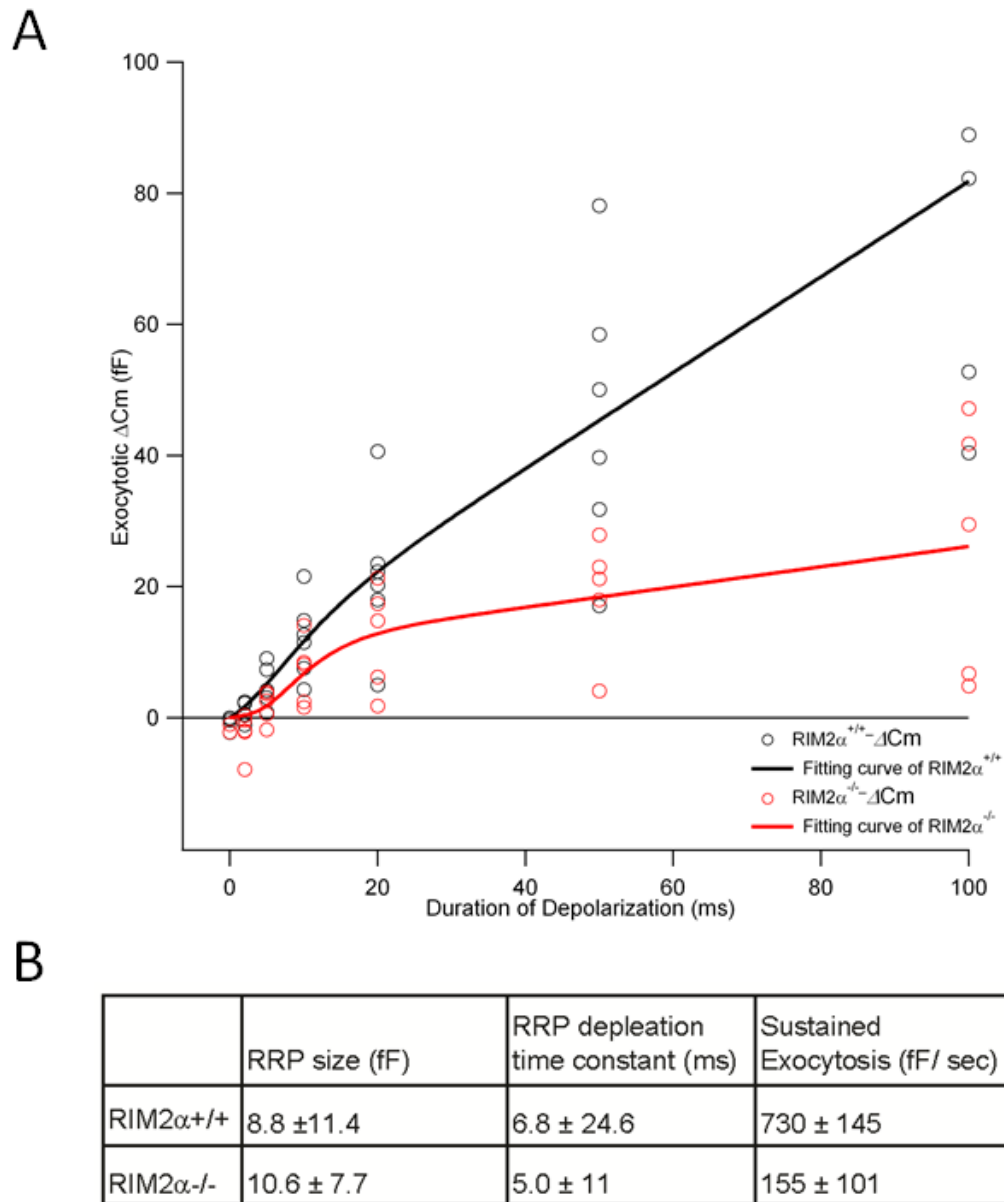 A
100
80
60
40
20
0
Exocytotic ΔCm (fF)
0 20 40 60 80 100
Duration of Depolarization (ms)
RIM2α+/+–ΔCm
Fitting curve of RIM2α+/+
RIM2α-/-–ΔCm
Fitting curve of RIM2α-/-
B
RRP size (fF)
RRP depleation
time constant (ms)
Sustained
Exocytosis (fF/ sec)
RIM2α+/+ 8.8 ±11.4 6.8 ± 24.6 730 ± 145
RIM2α-/- 10.6 ± 7.7 5.0 ± 11 155 ± 101